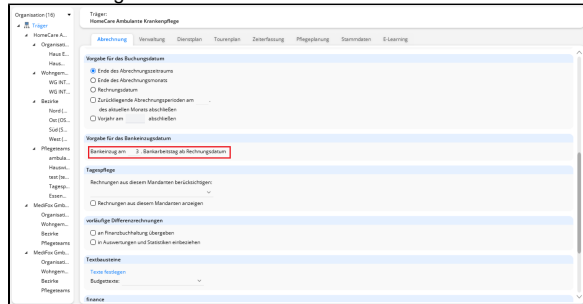 Organisation (16)
Träger
HomeCare A...
Organisati...
Haus E...
Haus...
Wohngem...
WG INT...
WG INT...
Bezirke
Nord (...
Ost (OS...
Süd (S...
West (...
Pflegeteams
ambula...
Hauswi...
test (te...
Tagesp...
Essen...
MediFox Gmb...
Organisati...
Wohngem...
Bezirke
Pflegeteams
MediFox Gmb...
Organisati...
Wohngem...
Bezirke
Pflegeteams
Träger:
HomeCare Ambulante Krankenpflege
Abrechnung Verwaltung Dienstplan Tourenplan Zeiterfassung Pflegeplanung Stammdaten E-Learning
Vorgabe für das Buchungsdatum
Ende des Abrechnungszeitraums
Ende des Abrechnungsmonats
Rechnungsdatum
Zurückliegende Abrechnungsperioden am .
des aktuellen Monats abschließen
Vorjahr am abschließen
Vorgabe für das Bankeinzugsdatum
Bankeinzug am 3 . Bankarbeitstag ab Rechnungsdatum
Tagespflege
Rechnungen aus diesem Mandanten berücksichtigen:
Rechnungen aus diesem Mandanten anzeigen
vorläufige Differenzrechnungen
an Finanzbuchhaltung übergeben
in Auswertungen und Statistiken einbeziehen
Textbausteine
Texte festlegen
Budgettexte:
finance